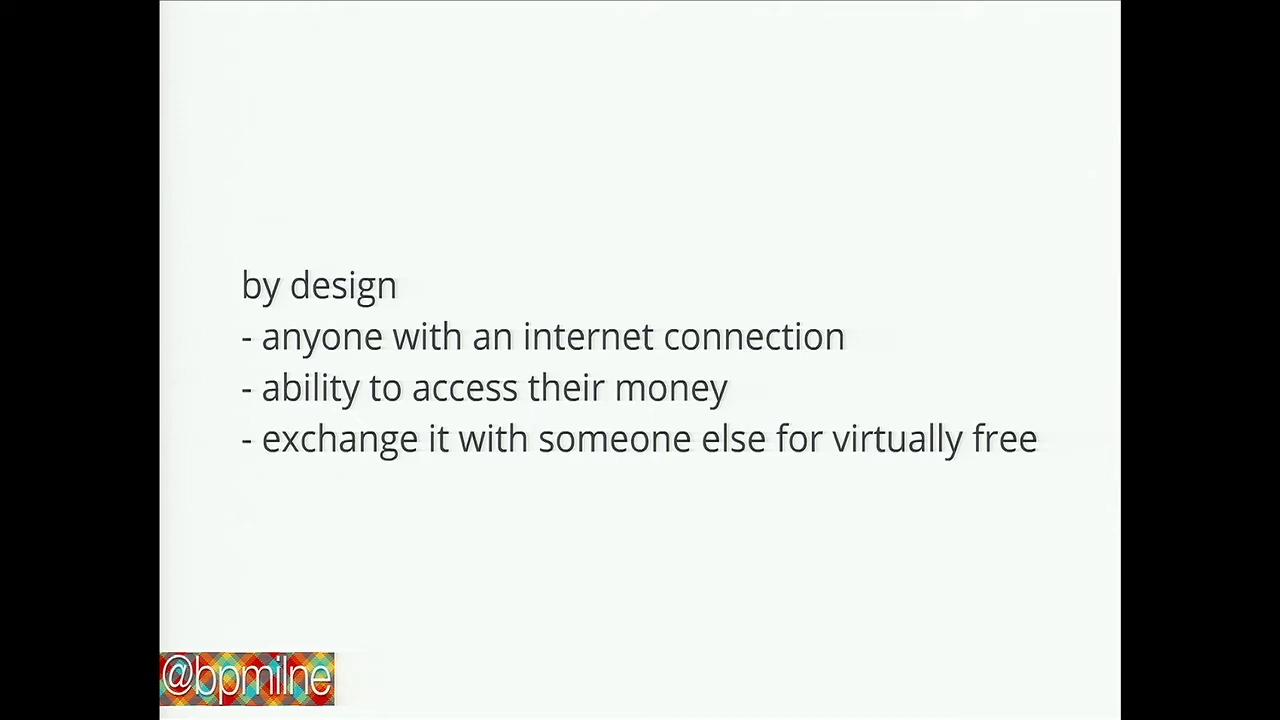 by design
- anyone with an internet connection
- ability to access their money
- exchange it with someone else for virtually free
@bpmilne